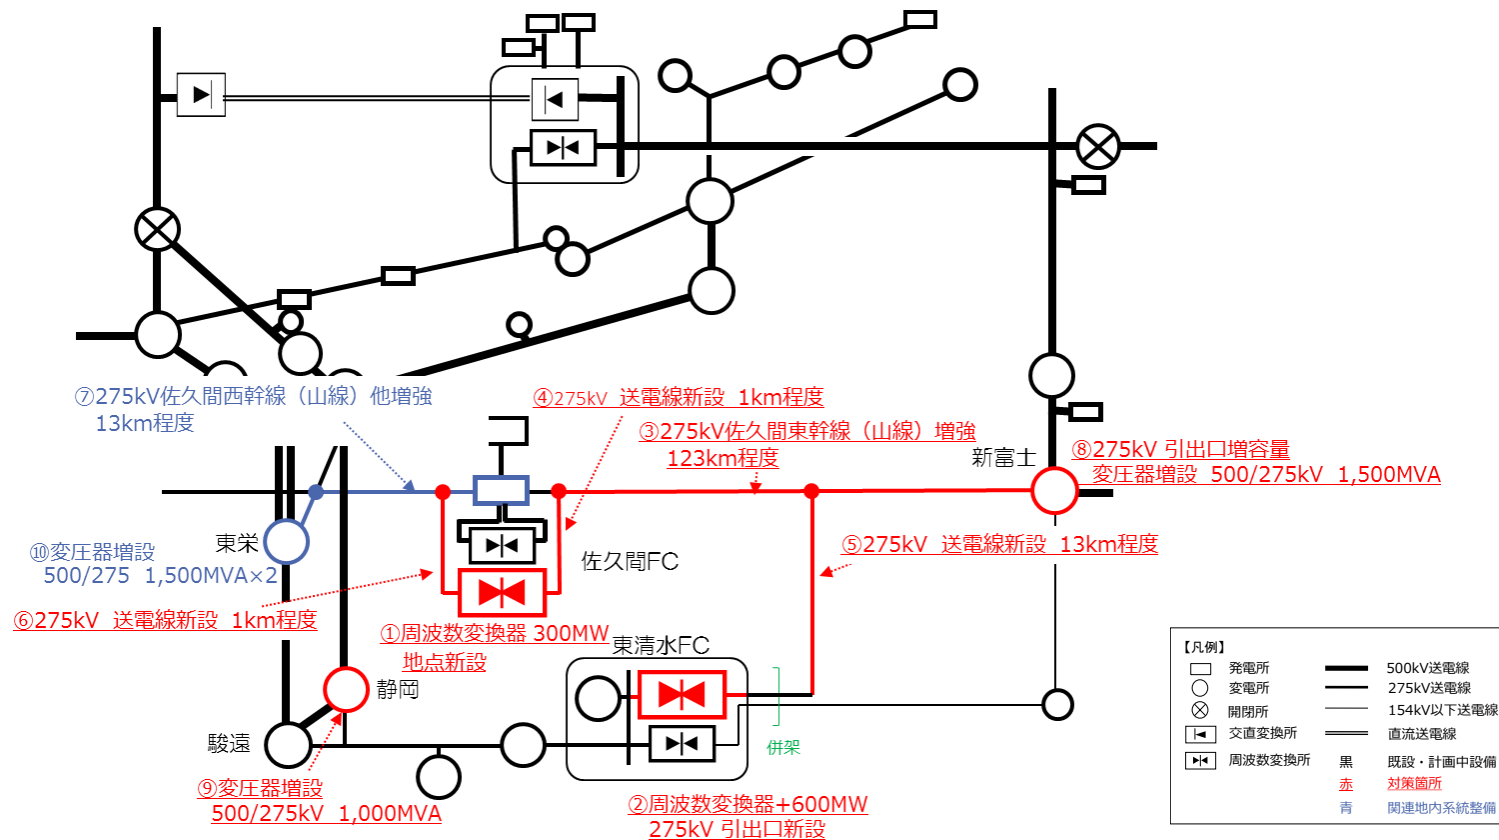 ⑦275kV佐久間西幹線（山線）他増強
13km程度
④275kV 送電線新設 1km程度
③275kV佐久間東幹線（山線）増強
123km程度
新富士
⑧275kV 引出口増容量
変圧器増設 500/275kV 1,500MVA
東栄
⑩変圧器増設
500/275 1,500MVA×2
佐久間FC
⑤275kV 送電線新設 13km程度
⑥275kV 送電線新設 1km程度
①周波数変換器 300MW
地点新設
東清水FC
静岡
駿遠
併架
⑨変圧器増設
500/275kV 1,000MVA
②周波数変換器+600MW
275kV 引出口新設
【凡例】
発電所
500kV送電線
変電所
275kV送電線
開閉所
154kV以下送電線
交直変換所
直流送電線
周波数変換所
黒 既設・計画中設備
赤 対策箇所
青 関連地内系統整備